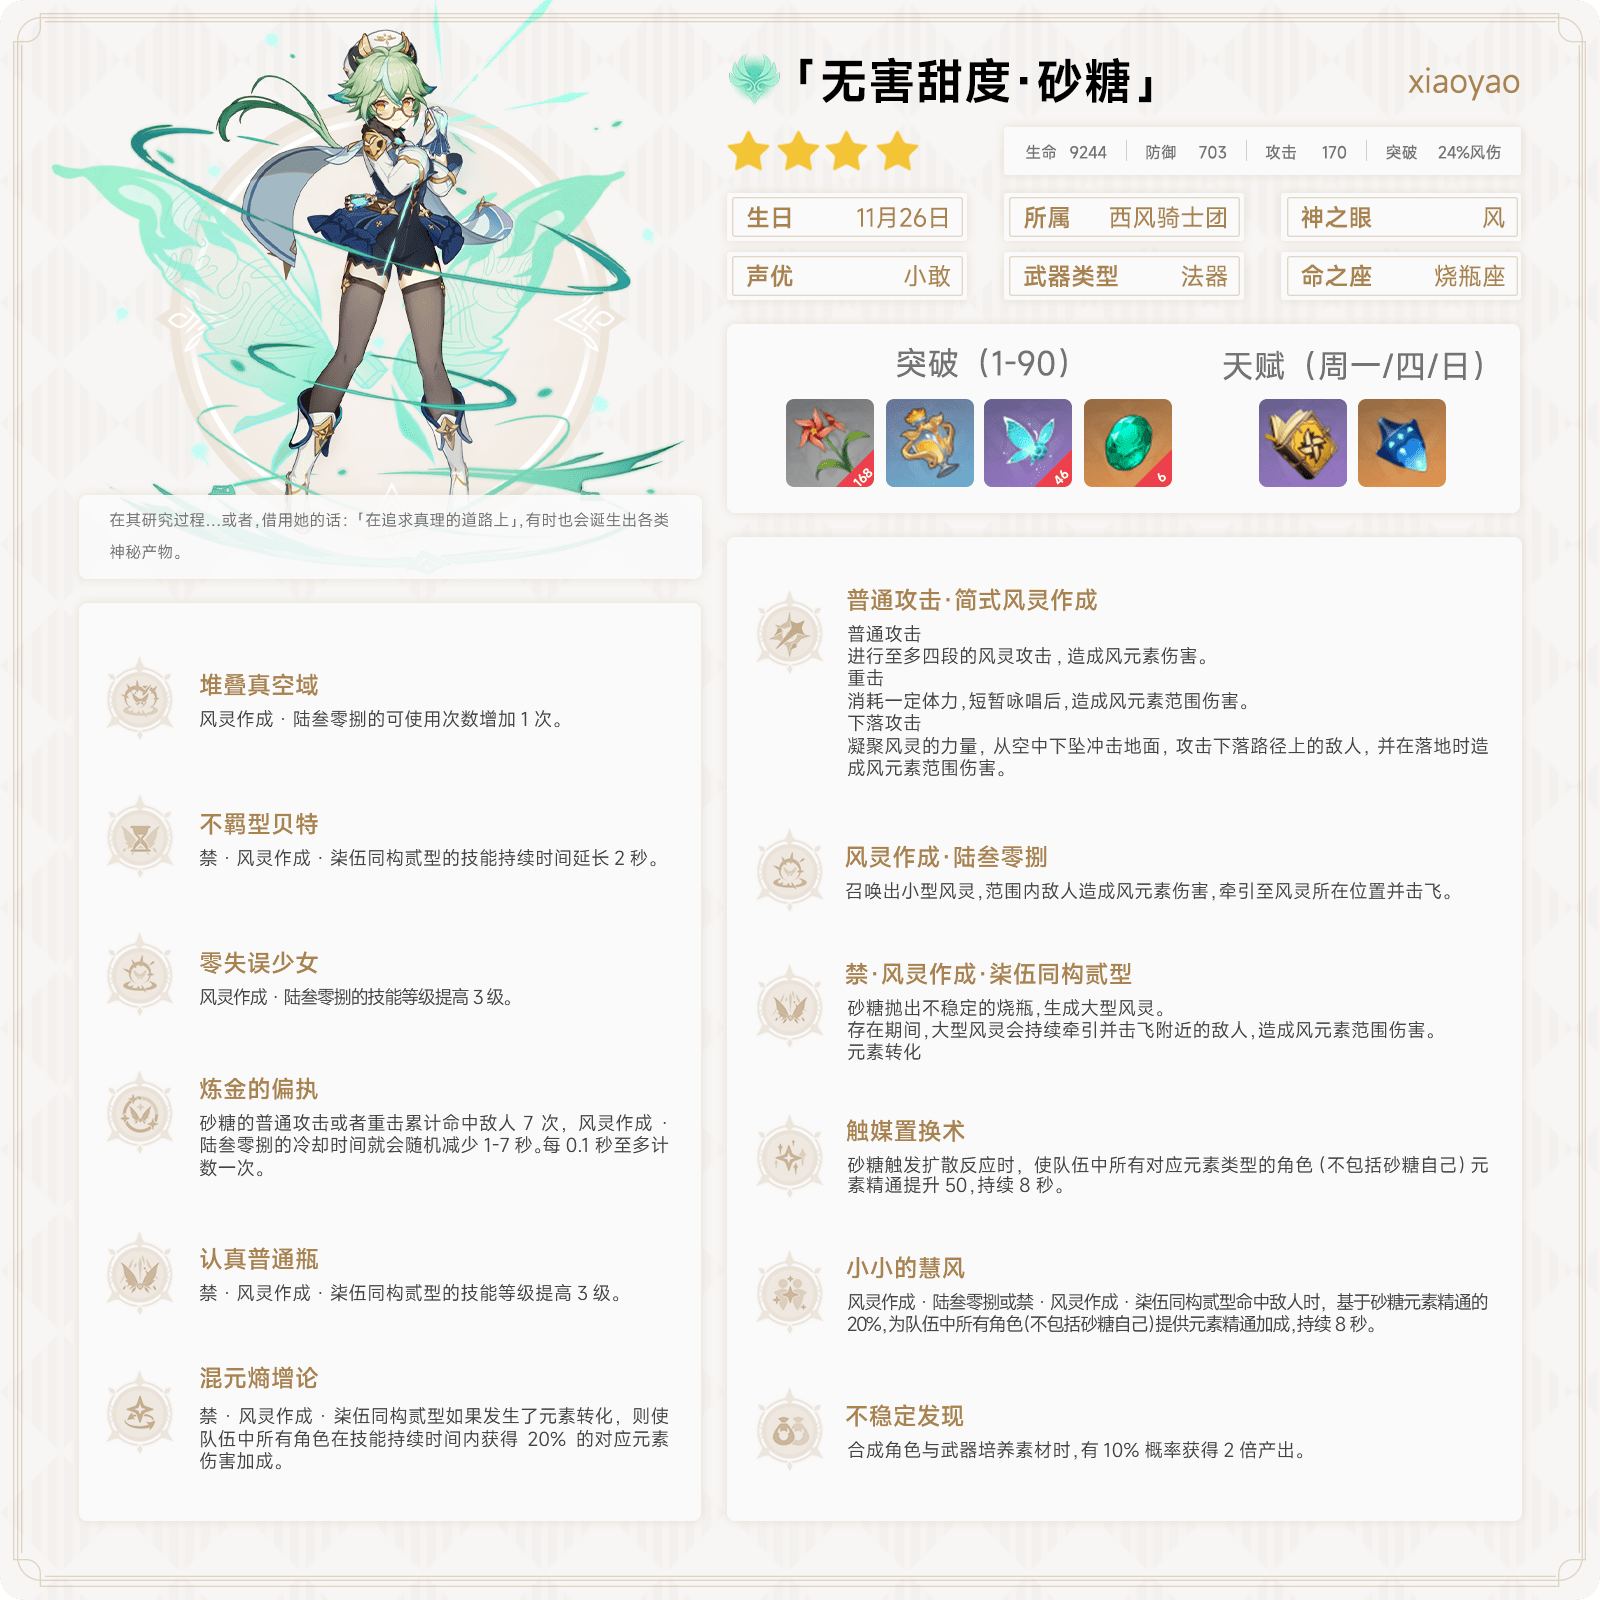 「无害甜度·砂糖」
xiaoyao
生命 9244 防御 703 攻击 170 突破 24%风伤
生日 11月26日 所属 西风骑士团 神之眼 风
声优 小敢 武器类型 法器 命之座 烧瓶座
突破（1-90） 天赋（周一/四/日）
168 46 6
在其研究过程...或者,借用她的话:「在追求真理的道路上」,有时也会诞生出各类
神秘产物。
堆叠真空域
风灵作成 · 陆叁零捌的可使用次数增加 1 次。
不羁型贝特
禁 · 风灵作成 · 柒伍同构贰型的技能持续时间延长 2 秒。
零失误少女
风灵作成 · 陆叁零捌的技能等级提高 3 级。
炼金的偏执
砂糖的普通攻击或者重击累计命中敌人 7 次，风灵作成 ·
陆叁零捌的冷却时间就会随机减少 1-7 秒。每 0.1 秒至多计
数一次。
认真普通瓶
禁 · 风灵作成 · 柒伍同构贰型的技能等级提高 3 级。
混元熵增论
禁 · 风灵作成 · 柒伍同构贰型如果发生了元素转化，则使
队伍中所有角色在技能持续时间内获得 20% 的对应元素
伤害加成。
普通攻击·简式风灵作成
普通攻击
进行至多四段的风灵攻击，造成风元素伤害。
重击
消耗一定体力,短暂咏唱后,造成风元素范围伤害。
下落攻击
凝聚风灵的力量，从空中下坠冲击地面，攻击下落路径上的敌人，并在落地时造
成风元素范围伤害。
风灵作成·陆叁零捌
召唤出小型风灵,范围内敌人造成风元素伤害,牵引至风灵所在位置并击飞。
禁·风灵作成·柒伍同构贰型
砂糖抛出不稳定的烧瓶,生成大型风灵。
存在期间,大型风灵会持续牵引并击飞附近的敌人,造成风元素范围伤害。
元素转化
触媒置换术
砂糖触发扩散反应时，使队伍中所有对应元素类型的角色 (不包括砂糖自己) 元
素精通提升 50,持续 8 秒。
小小的慧风
风灵作成 · 陆叁零捌或禁 · 风灵作成 · 柒伍同构贰型命中敌人时，基于砂糖元素精通的
20%,为队伍中所有角色(不包括砂糖自己)提供元素精通加成,持续 8 秒。
不稳定发现
合成角色与武器培养素材时,有 10% 概率获得 2 倍产出。